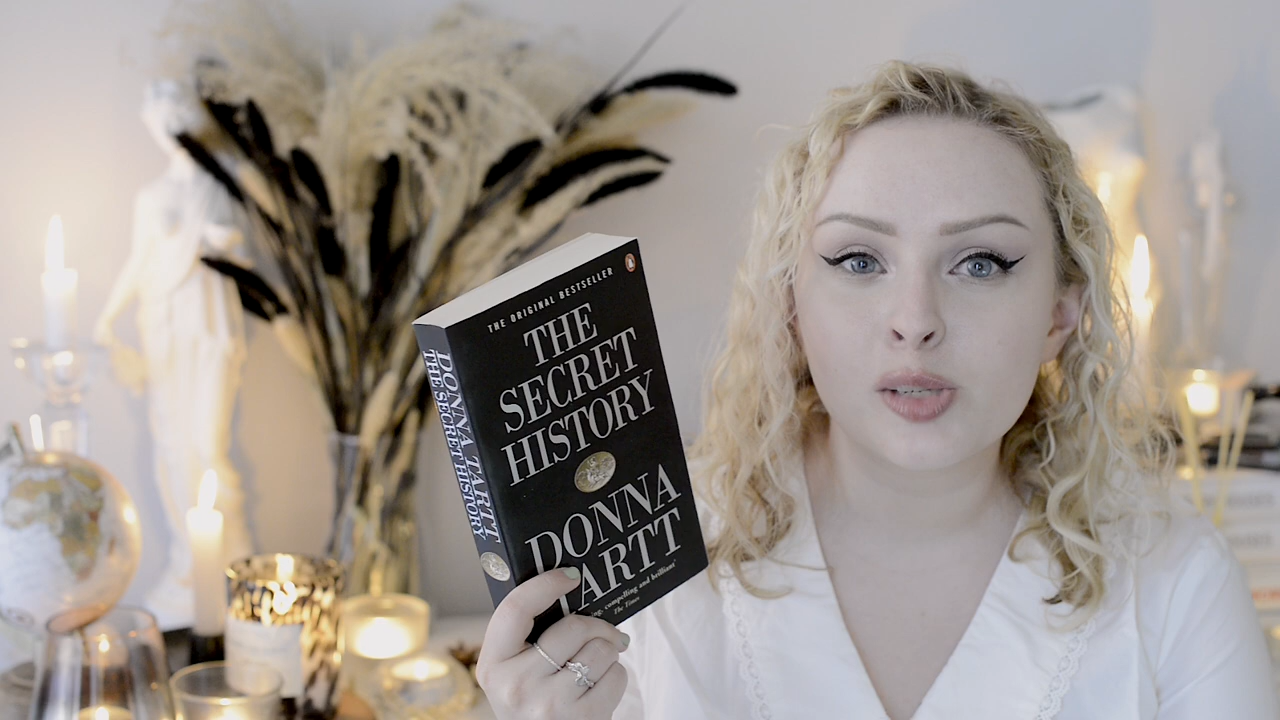 THE ORIGINAL BESTSELLER
THE
SECRET
HISTORY
DONNA
TARTT
compelling and brilliant'
The Times
DONNA TARTT
THE SECRET HISTORY